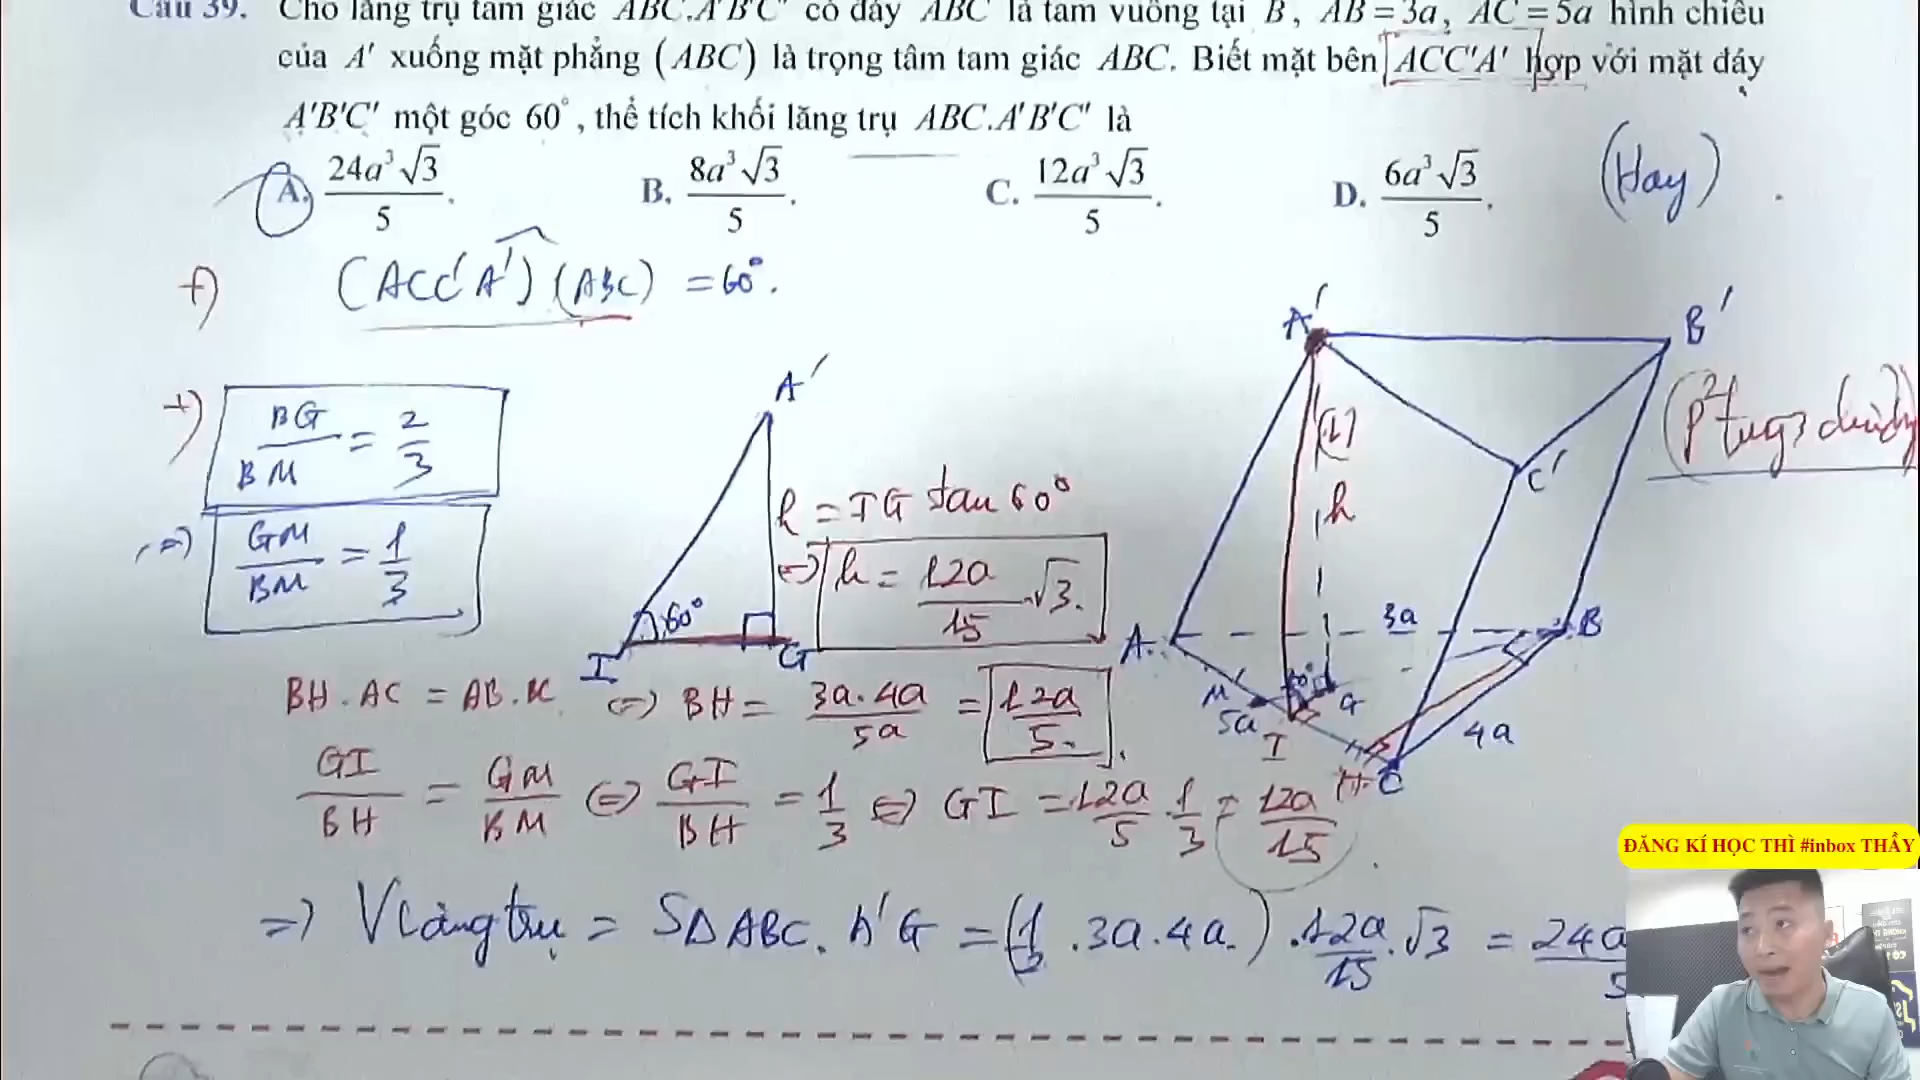 Câu 39. Cho lăng trụ tam giác ABC.A'B'C' có đáy ABC là tam vuông tại B, AB = 3a, AC = 5a hình chiếu
của A' xuống mặt phẳng (ABC) là trọng tâm tam giác ABC. Biết mặt bên ACC'A' hợp với mặt đáy
A'B'C' một góc 60°, thể tích khối lăng trụ ABC.A'B'C' là
A. 24a³√3/5. B. 8a³√3/5. C. 12a³√3/5. D. 6a³√3/5.
(Hay)
+) (ACC'A')(ABC) = 60°.
+) BG/BM = 2/3
=) GM/BM = 1/3
A'
60°
I
G
h = IG tan 60°
=) h = 12a/15 √3.
A'
B'
C'
(1)
h
3a
A
B
M
5a
60°
G
I
H
C
4a
BH.AC = AB.BC (=) BH = 3a.4a/5a = 12a/5.
GI/BH = GM/BM (=) GI/BH = 1/3 (=) GI = 12a/5 . 1/3 = 12a/15
=) Vlăng trụ = SΔABC. A'G = (1/2 .3a.4a.) .12a/15.√3 = 24a
5
ĐĂNG KÍ HỌC THÌ #inbox THẦY